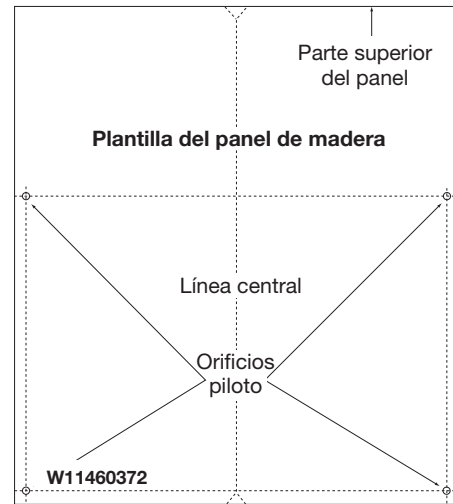 Parte superior
del panel
Plantilla del panel de madera
Línea central
Orificios
piloto
W11460372